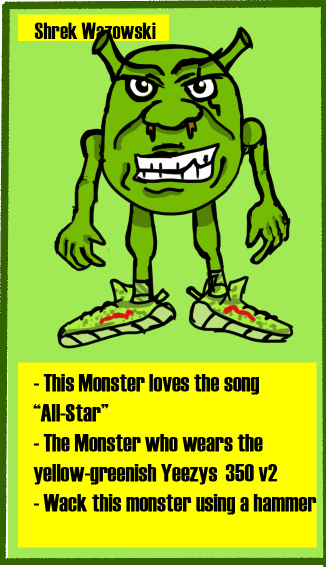 Shrek Wazowski
- This Monster loves the song
“All-Star”
- The Monster who wears the
yellow-greenish Yeezys 350 v2
- Wack this monster using a hammer